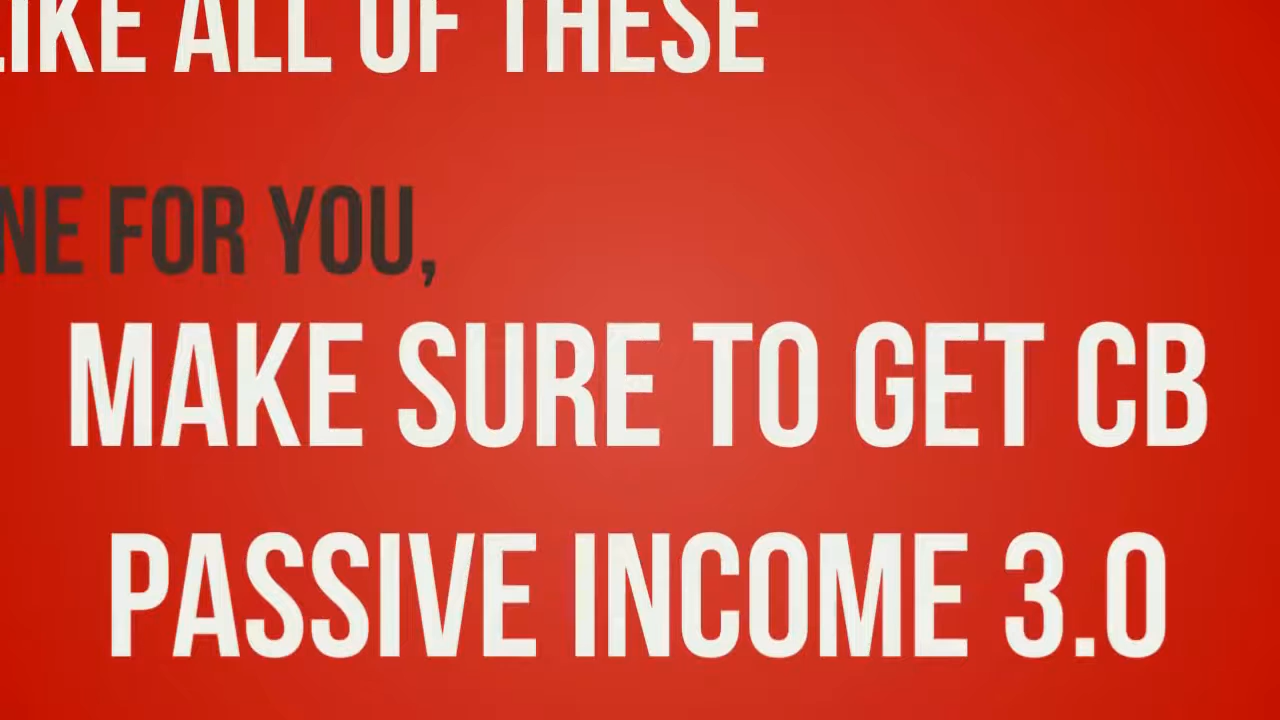 LIKE ALL OF THESE
NE FOR YOU,
MAKE SURE TO GET CB
PASSIVE INCOME 3.0